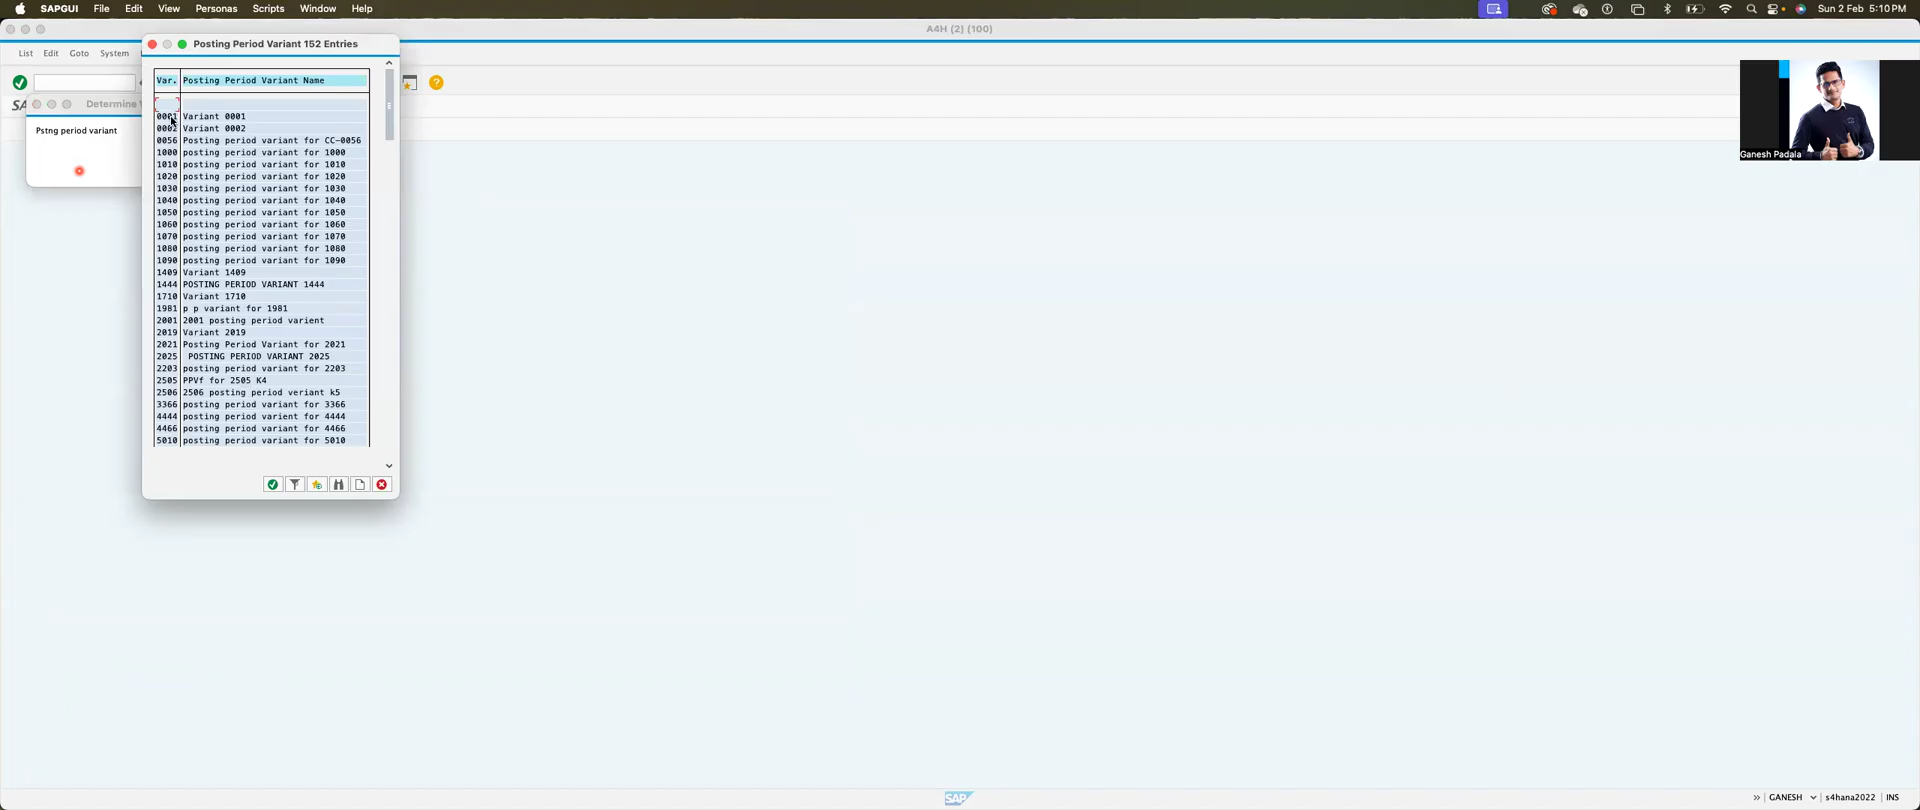 SAPGUI File Edit View Personas Scripts Window Help Sun 2 Feb 5:10 PM
A4H (2) (100)
List Edit Goto System
Posting Period Variant 152 Entries
Var. Posting Period Variant Name
0001 Variant 0001
0002 Variant 0002
0056 Posting period variant for CC-0056
1000 posting period variant for 1000
1010 posting period variant for 1010
1020 posting period variant for 1020
1030 posting period variant for 1030
1040 posting period variant for 1040
1050 posting period variant for 1050
1060 posting period variant for 1060
1070 posting period variant for 1070
1080 posting period variant for 1080
1090 posting period variant for 1090
1409 Variant 1409
1444 POSTING PERIOD VARIANT 1444
1710 Variant 1710
1981 p p variant for 1981
2001 2001 posting period varient
2019 Variant 2019
2021 Posting Period Variant for 2021
2025 POSTING PERIOD VARIANT 2025
2203 posting period variant for 2203
2505 PPVf for 2505 K4
2506 2506 posting period veriant k5
3366 posting period variant for 3366
4444 posting period varient for 4444
4466 posting period variant for 4466
5010 posting period variant for 5010
Determine
Pstng period variant
Ganesh Padala
SAP
GANESH s4hana2022 INS